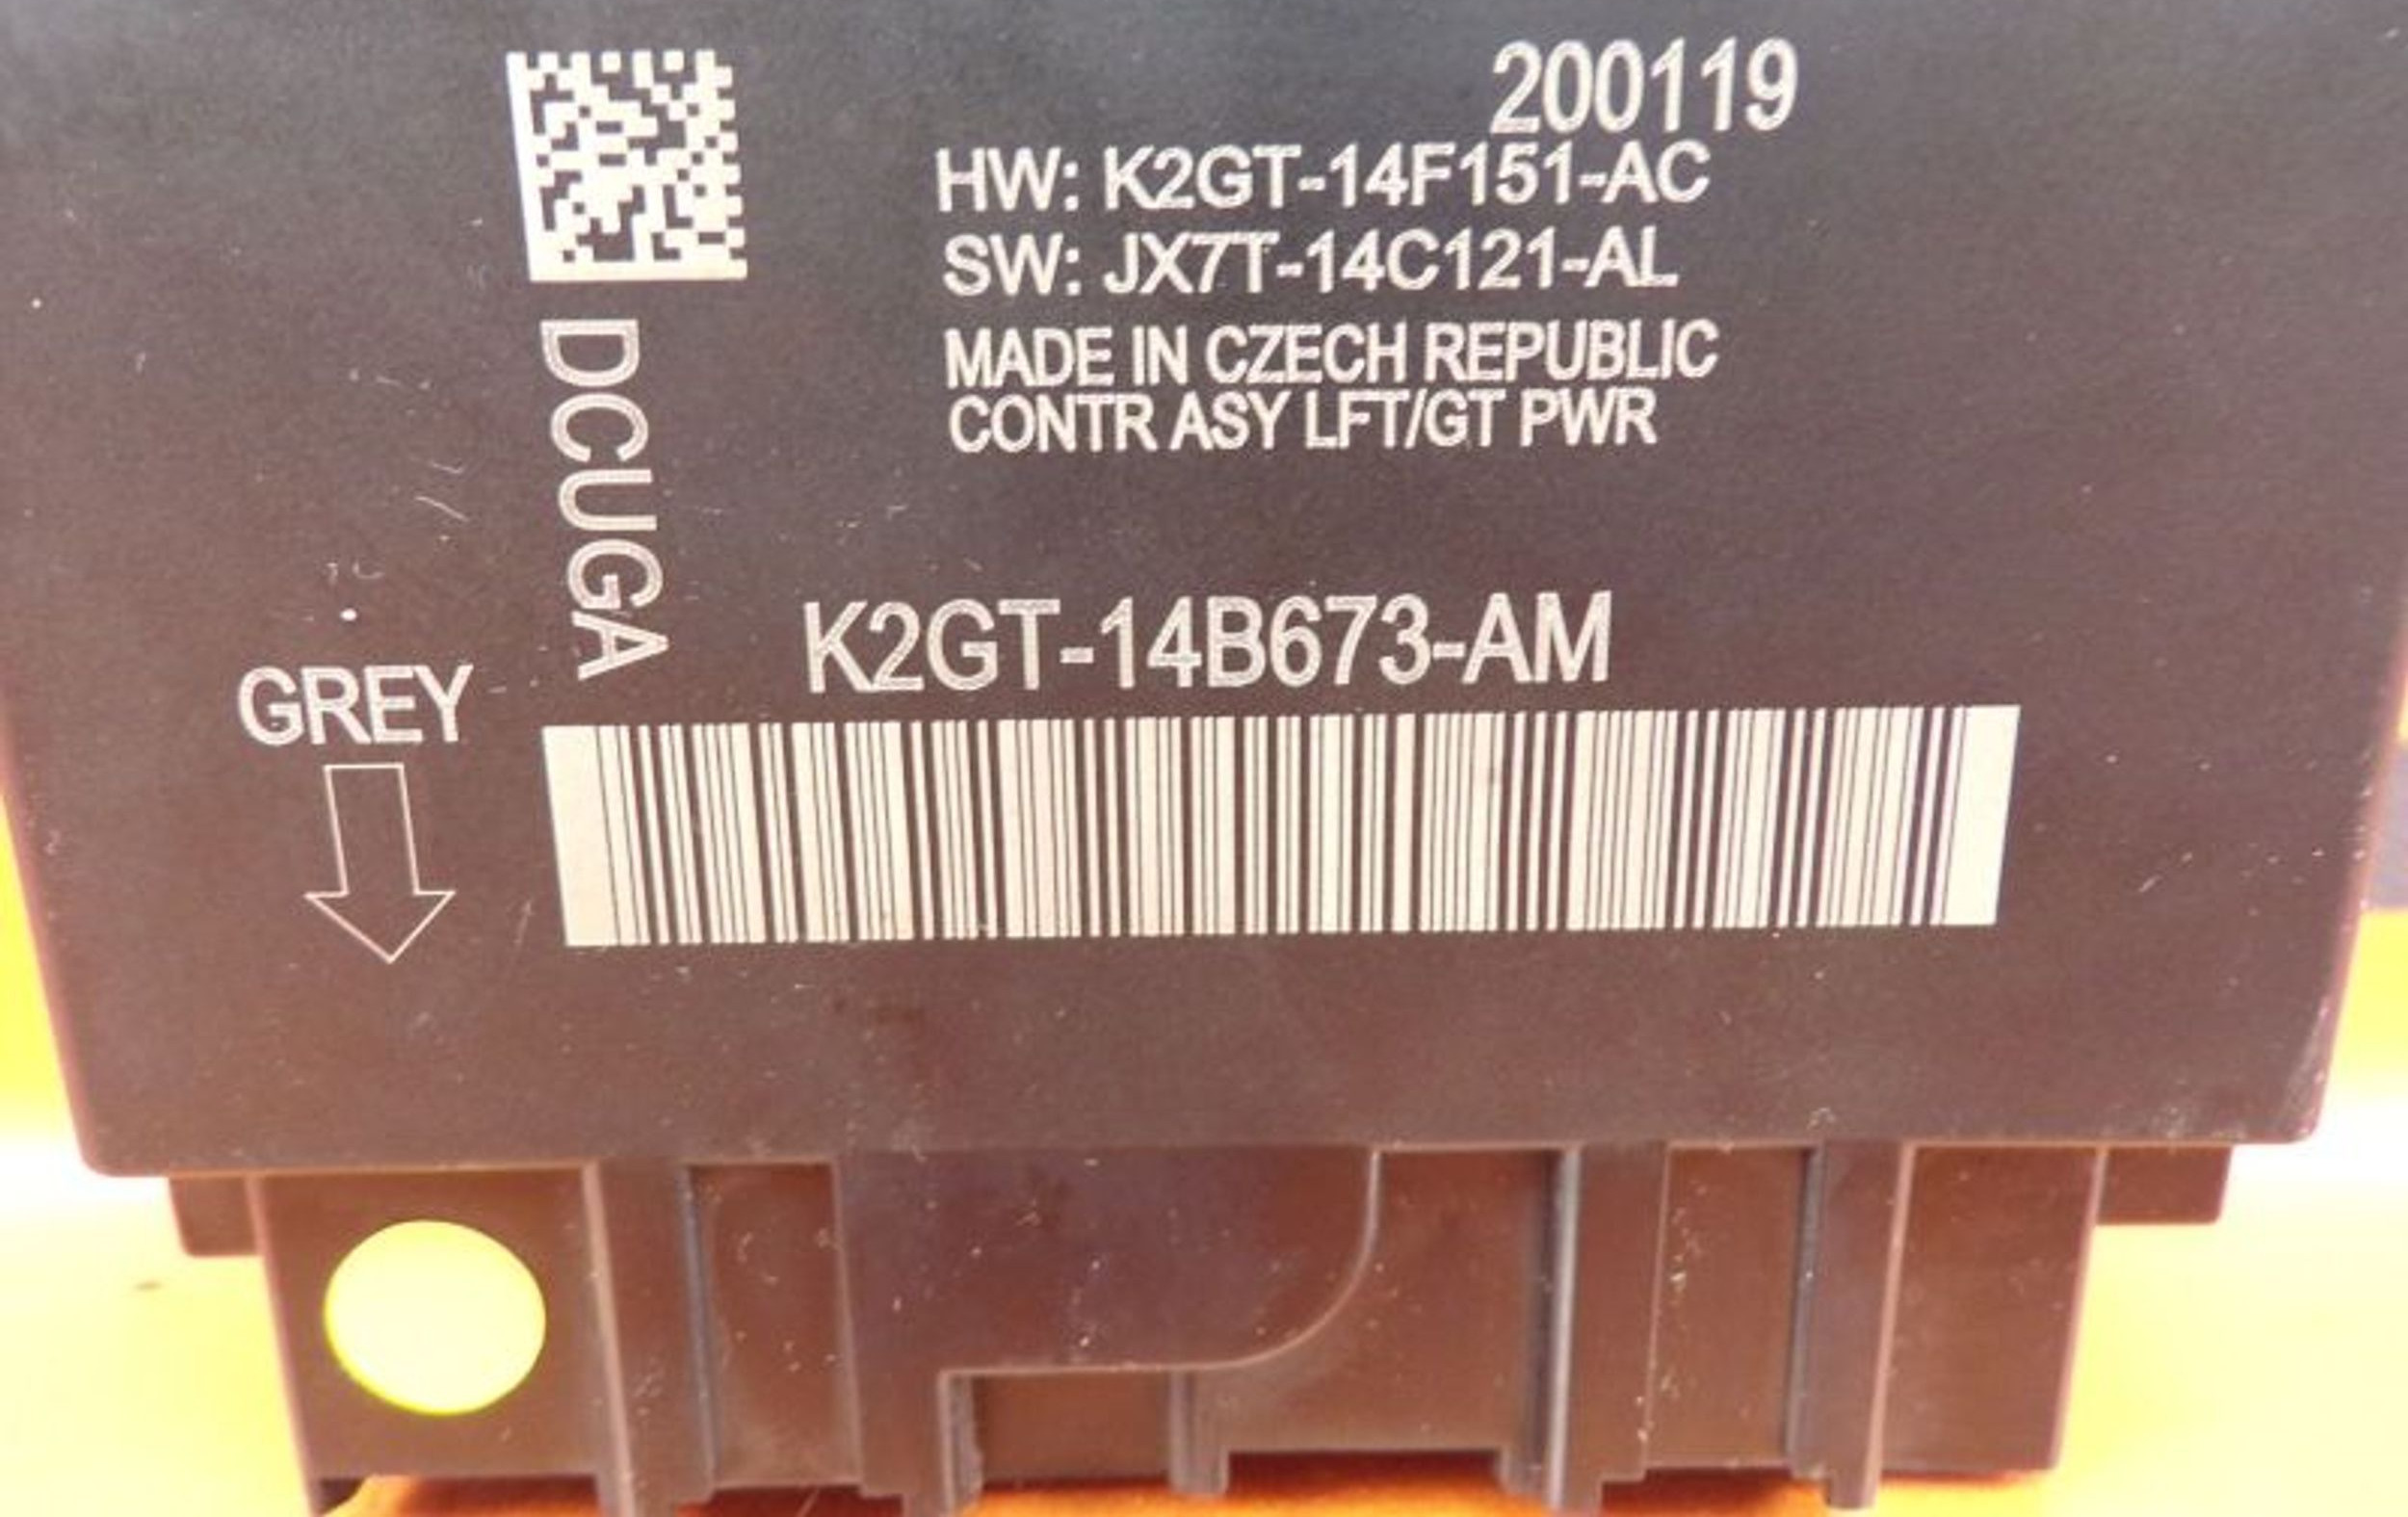 200119
HW: K2GT-14F151-AC
SW: JX7T-14C121-AL
MADE IN CZECH REPUBLIC
CONTR ASY LFT/GT PWR
DCUGA
K2GT-14B673-AM
GREY